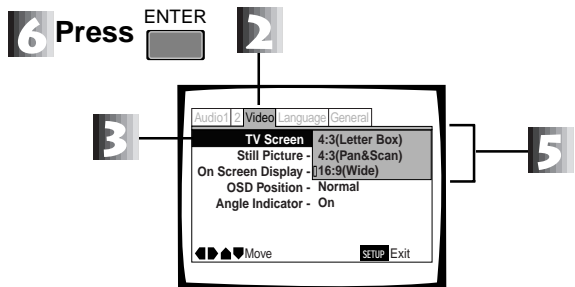 6 Press ENTER
2
Audio1 2 Video Language General
3
TV Screen 4:3(Letter Box)
Still Picture - 4:3(Pan&Scan)
On Screen Display - 16:9(Wide)
5
OSD Position - Normal
Angle Indicator - On
Move SETUP Exit